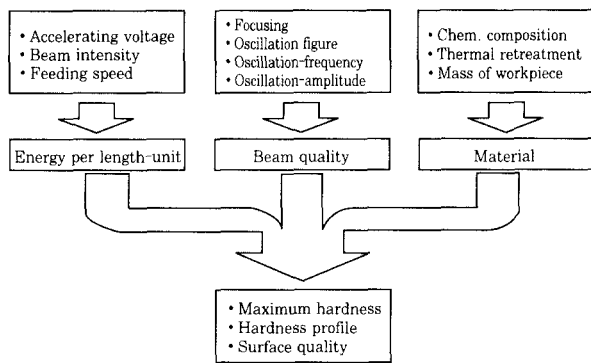 • Accelerating voltage
• Beam intensity
• Feeding speed
• Focusing
• Oscillation figure
• Oscillation-frequency
• Oscillation-amplitude
• Chem. composition
• Thermal retreatment
• Mass of workpiece
Energy per length-unit
Beam quality
Material
• Maximum hardness
• Hardness profile
• Surface quality